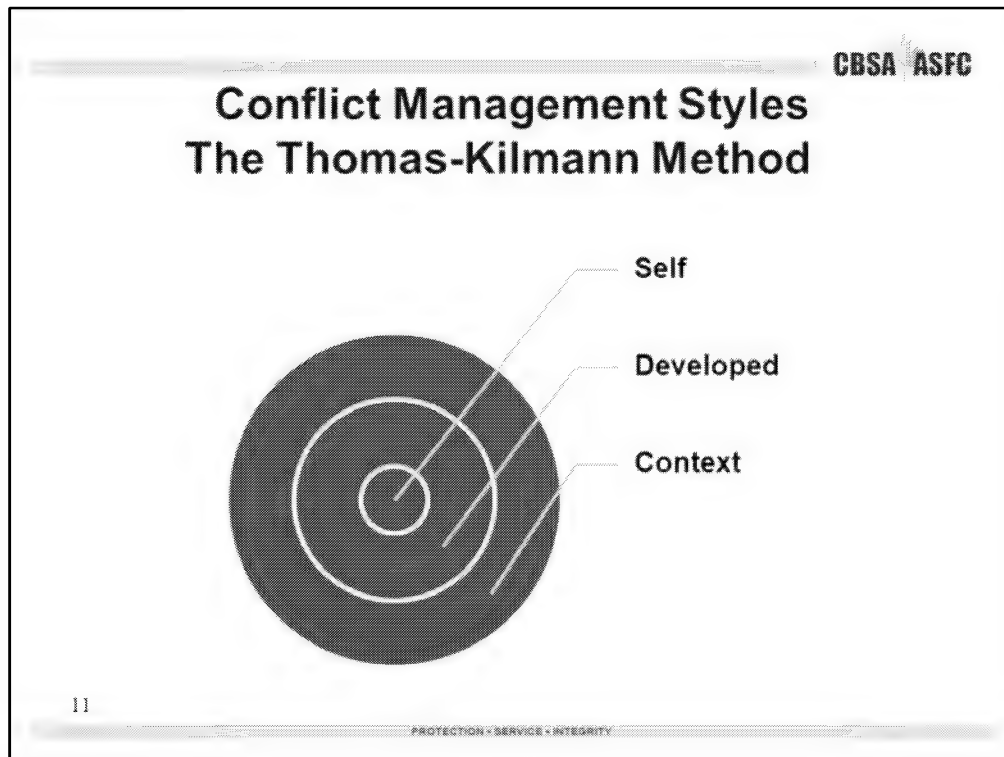 CBSA ASFC
Conflict Management Styles
The Thomas-Kilmann Method
Self
Developed
Context
11
PROTECTION • SERVICE • INTEGRITY